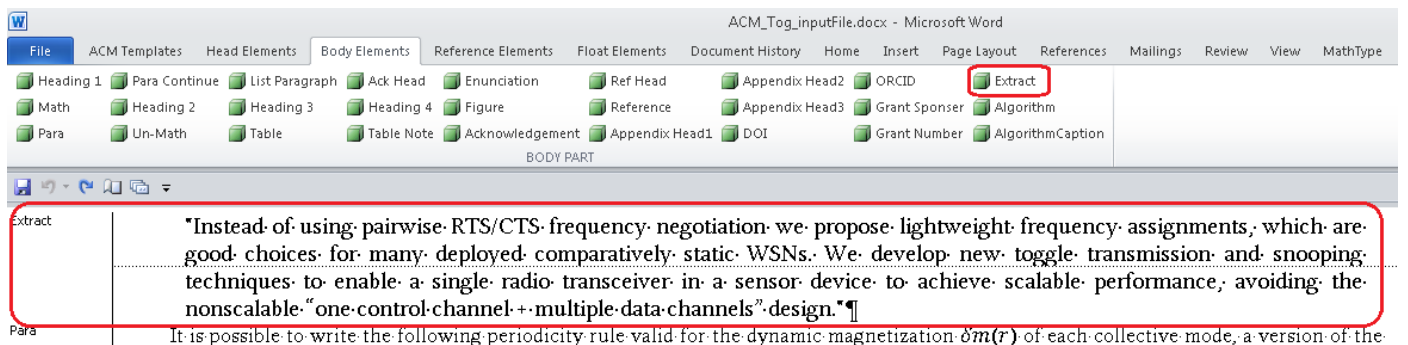 ACM_Tog_inputFile.docx - Microsoft Word
File ACM Templates Head Elements Body Elements Reference Elements Float Elements Document History Home Insert Page Layout References Mailings Review View MathType
Heading 1 Para Continue List Paragraph Ack Head Enunciation Ref Head Appendix Head2 ORCID Extract
Math Heading 2 Heading 3 Heading 4 Figure Reference Appendix Head3 Grant Sponser Algorithm
Para Un-Math Table Table Note Acknowledgement Appendix Head1 DOI Grant Number AlgorithmCaption
BODY PART
Extract
"Instead of using pairwise RTS/CTS frequency negotiation we propose lightweight frequency assignments, which are
good choices for many deployed comparatively static WSNs. We develop new toggle transmission and snooping
techniques to enable a single radio transceiver in a sensor device to achieve scalable performance, avoiding the
nonscalable "one control channel + multiple data channels" design."¶
Para
It is possible to write the following periodicity rule valid for the dynamic magnetization δm(r) of each collective mode, a version of the